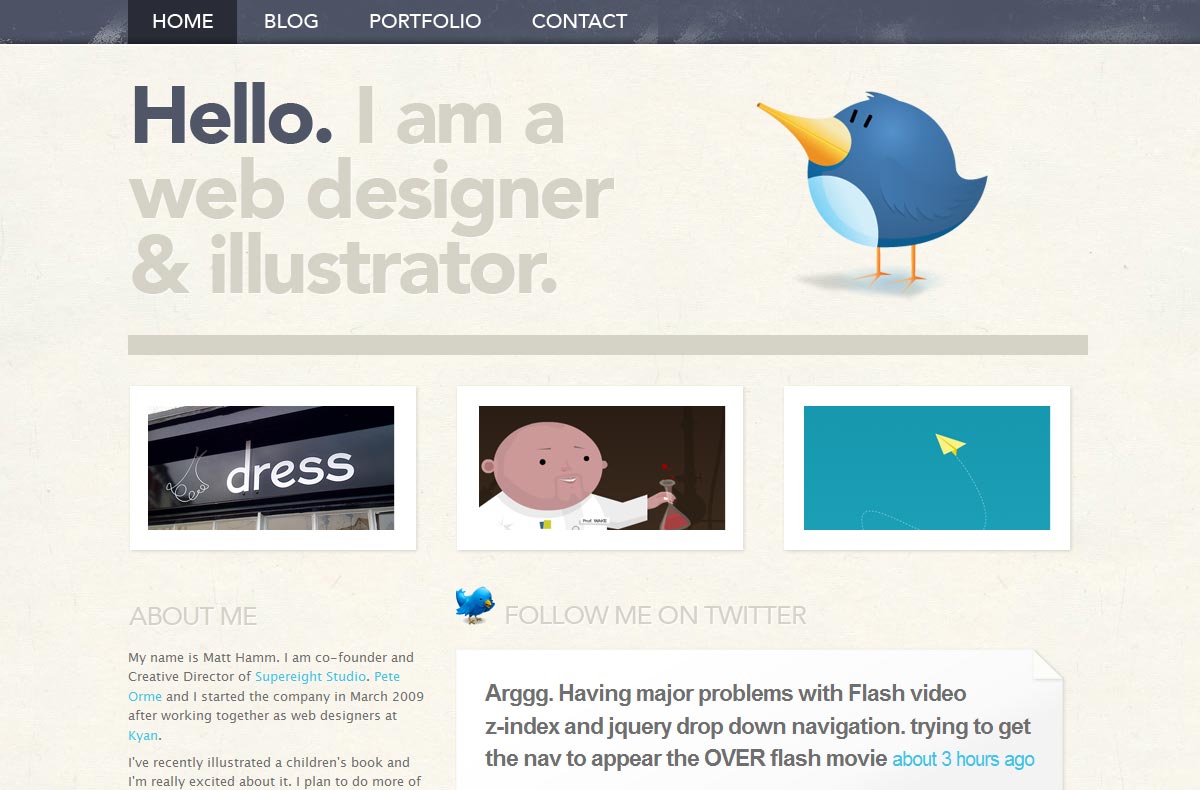 HOME BLOG PORTFOLIO CONTACT
Hello. I am a
web designer
& illustrator.
dress
Prof. WAKE
ABOUT ME
My name is Matt Hamm. I am co-founder and
Creative Director of Supereight Studio. Pete
Orme and I started the company in March 2009
after working together as web designers at
Kyan.
I've recently illustrated a children's book and
I'm really excited about it. I plan to do more of
FOLLOW ME ON TWITTER
Arggg. Having major problems with Flash video
z-index and jquery drop down navigation. trying to get
the nav to appear the OVER flash movie about 3 hours ago